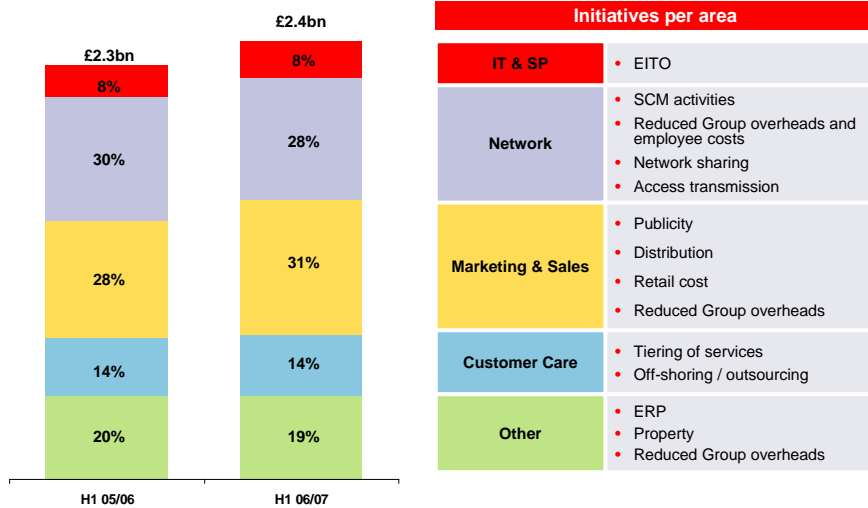 £2.3bn
8%
30%
28%
14%
20%
H1 05/06
£2.4bn
8%
28%
31%
14%
19%
H1 06/07
Initiatives per area
IT & SP
• EITO
Network
• SCM activities
• Reduced Group overheads and
employee costs
• Network sharing
• Access transmission
Marketing & Sales
• Publicity
• Distribution
• Retail cost
• Reduced Group overheads
Customer Care
• Tiering of services
• Off-shoring / outsourcing
Other
• ERP
• Property
• Reduced Group overheads